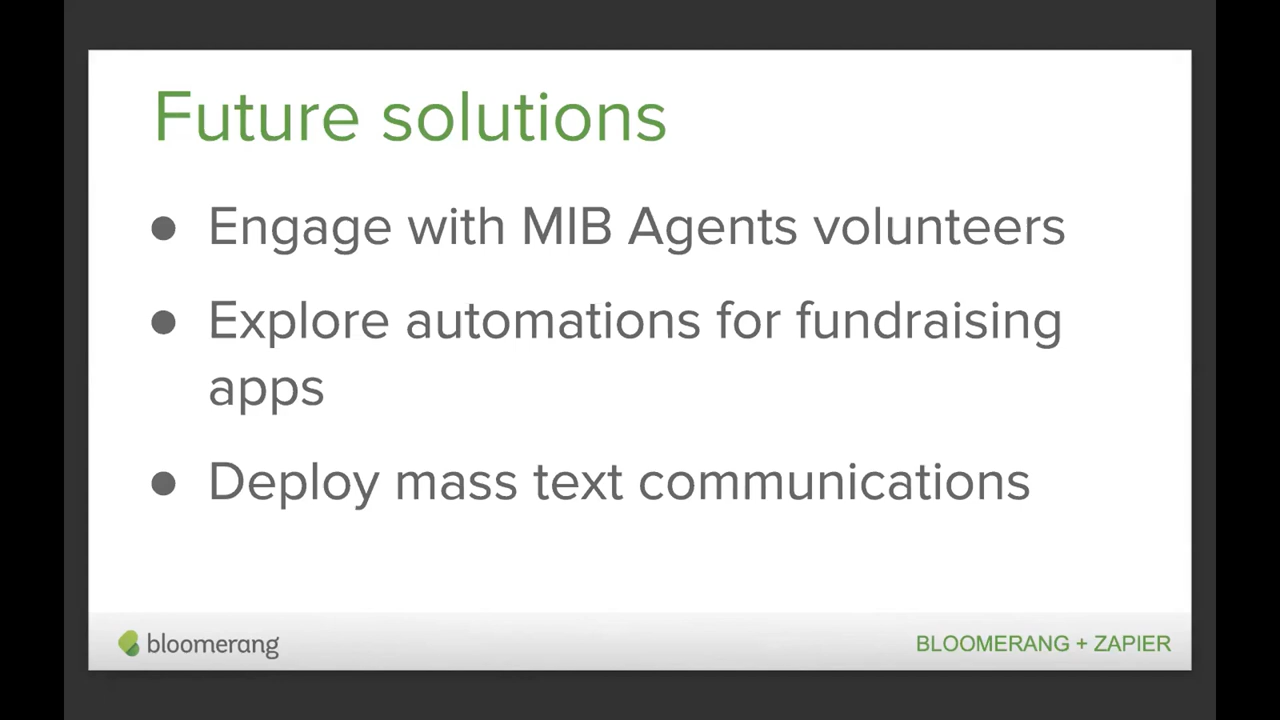 Future solutions
● Engage with MIB Agents volunteers
● Explore automations for fundraising
apps
● Deploy mass text communications
bloomerang
BLOOMERANG + ZAPIER